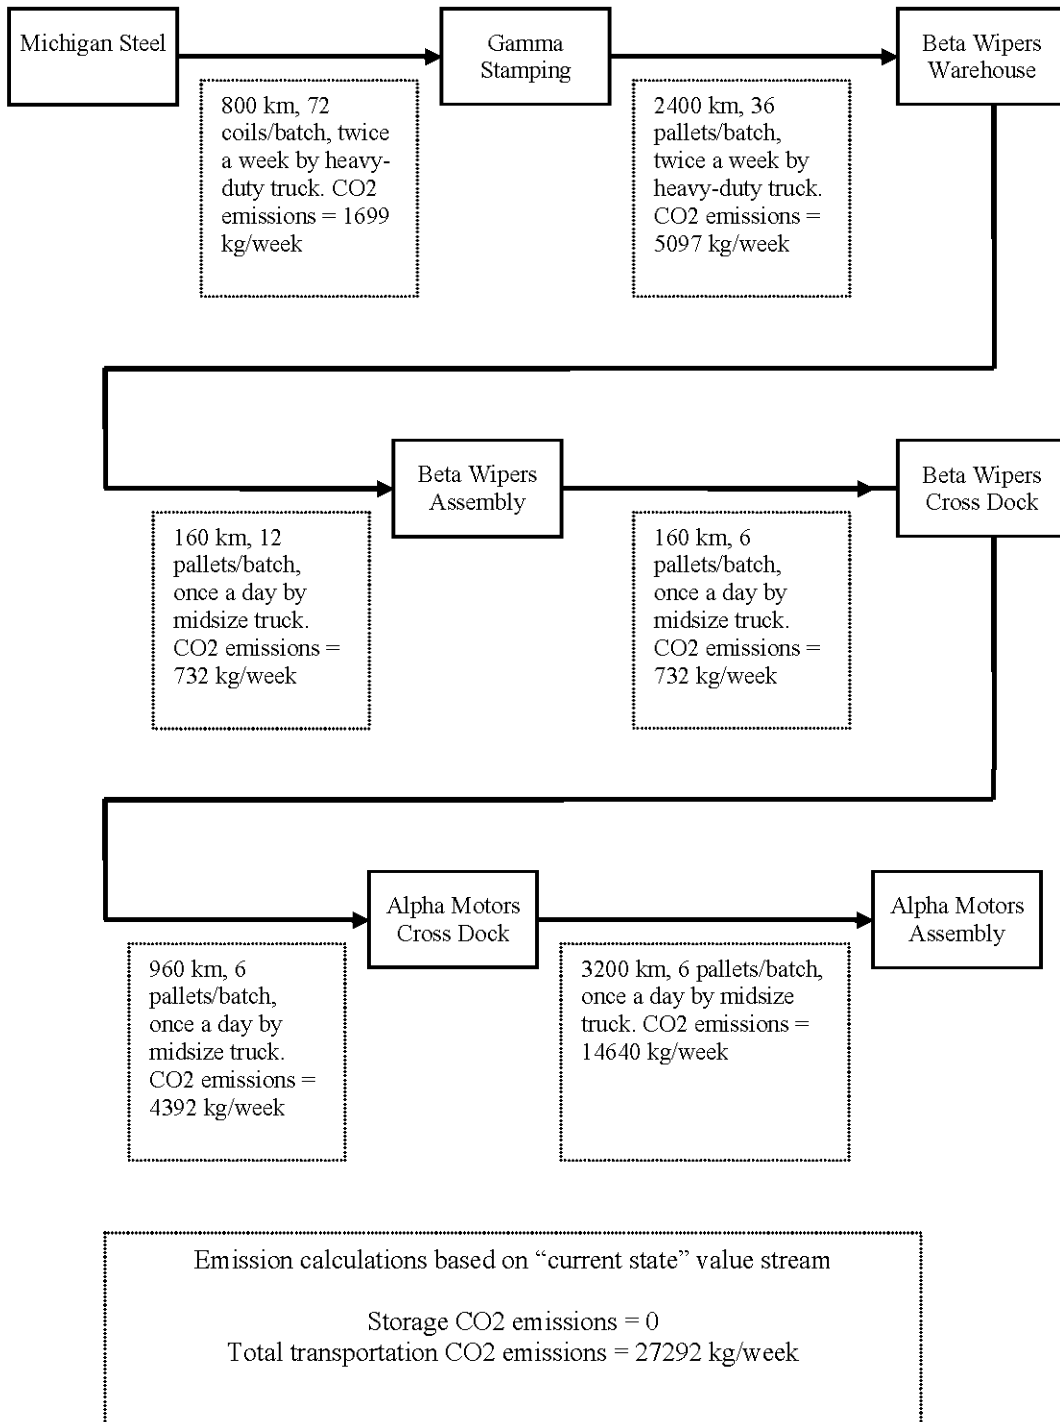 Michigan Steel
Gamma
Stamping
Beta Wipers
Warehouse
800 km, 72
coils/batch, twice
a week by heavy-
duty truck. CO2
emissions = 1699
kg/week
2400 km, 36
pallets/batch,
twice a week by
heavy-duty truck.
CO2 emissions =
5097 kg/week
Beta Wipers
Assembly
Beta Wipers
Cross Dock
160 km, 12
pallets/batch,
once a day by
midsize truck.
CO2 emissions =
732 kg/week
160 km, 6
pallets/batch,
once a day by
midsize truck.
CO2 emissions =
732 kg/week
Alpha Motors
Cross Dock
Alpha Motors
Assembly
960 km, 6
pallets/batch,
once a day by
midsize truck.
CO2 emissions =
4392 kg/week
3200 km, 6 pallets/batch,
once a day by midsize
truck. CO2 emissions =
14640 kg/week
Emission calculations based on “current state” value stream
Storage CO2 emissions = 0
Total transportation CO2 emissions = 27292 kg/week